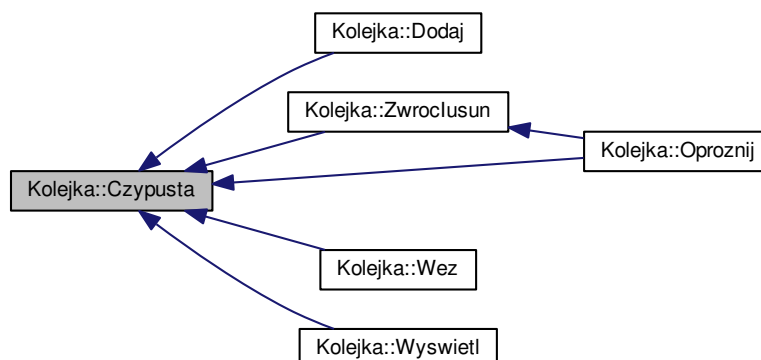 Kolejka::Dodaj
Kolejka::ZwrocIusun
Kolejka::Oproznij
Kolejka::Czypusta
Kolejka::Wez
Kolejka::Wyswietl